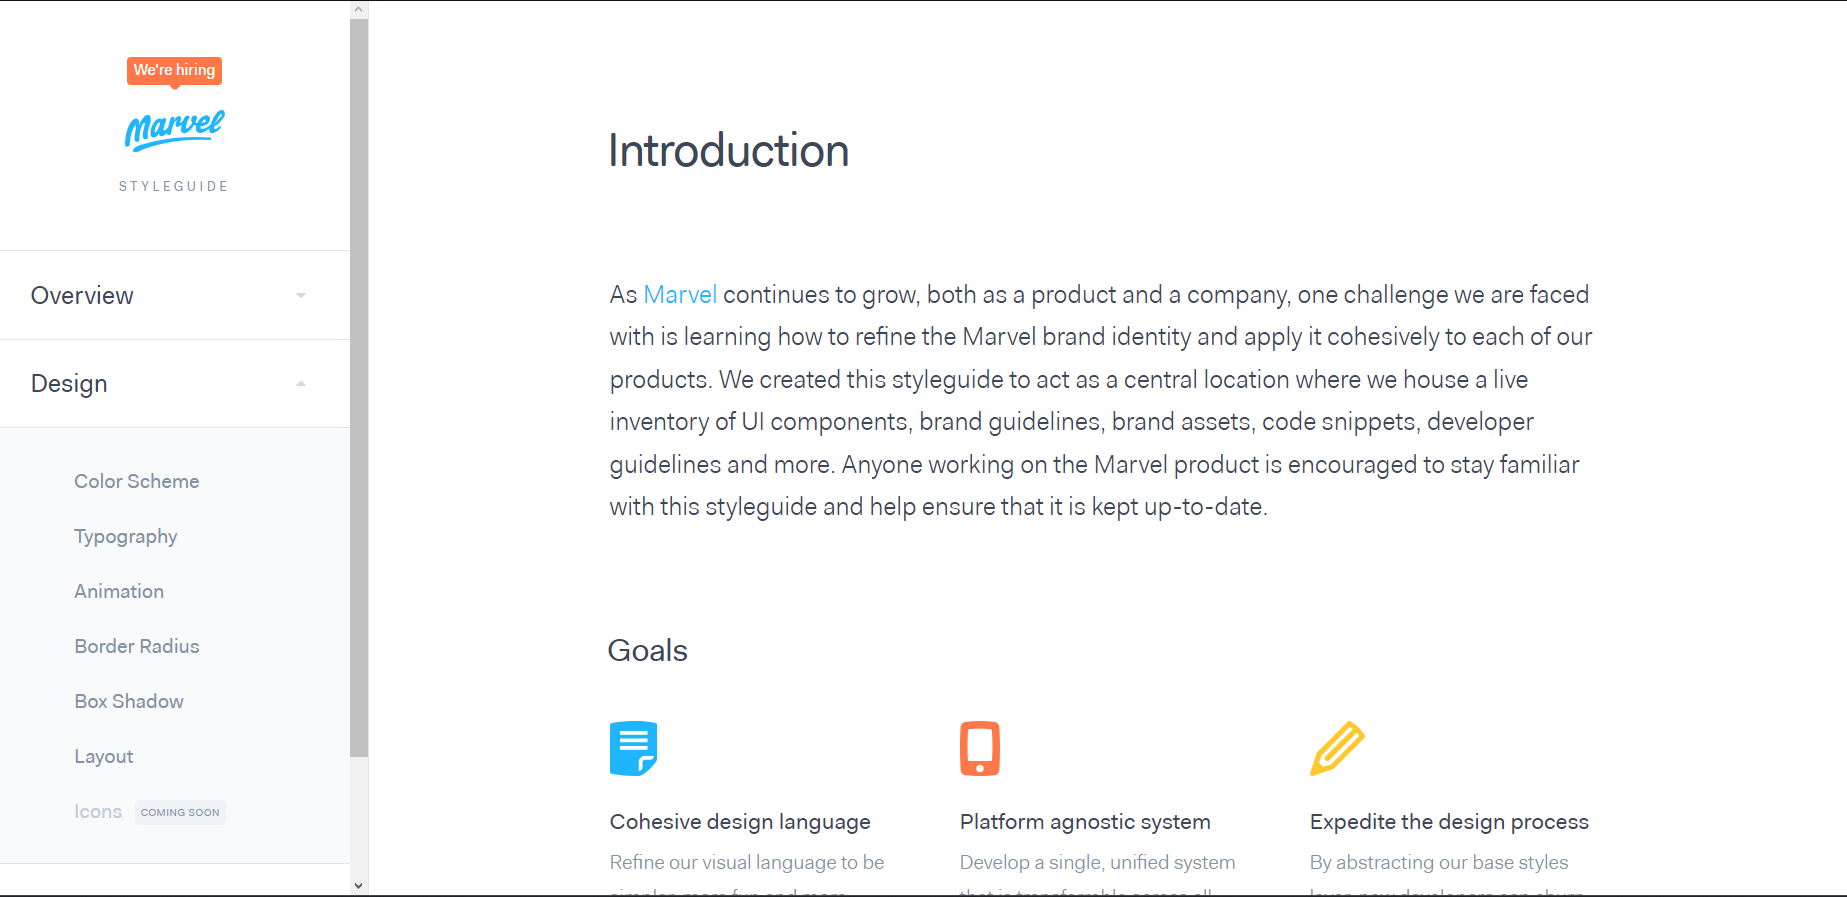 We're hiring
Marvel
STYLEGUIDE
Overview
Design
Color Scheme
Typography
Animation
Border Radius
Box Shadow
Layout
Icons COMING SOON
Introduction
As Marvel continues to grow, both as a product and a company, one challenge we are faced
with is learning how to refine the Marvel brand identity and apply it cohesively to each of our
products. We created this styleguide to act as a central location where we house a live
inventory of UI components, brand guidelines, brand assets, code snippets, developer
guidelines and more. Anyone working on the Marvel product is encouraged to stay familiar
with this styleguide and help ensure that it is kept up-to-date.
Goals
Cohesive design language
Refine our visual language to be
Platform agnostic system
Develop a single, unified system
Expedite the design process
By abstracting our base styles